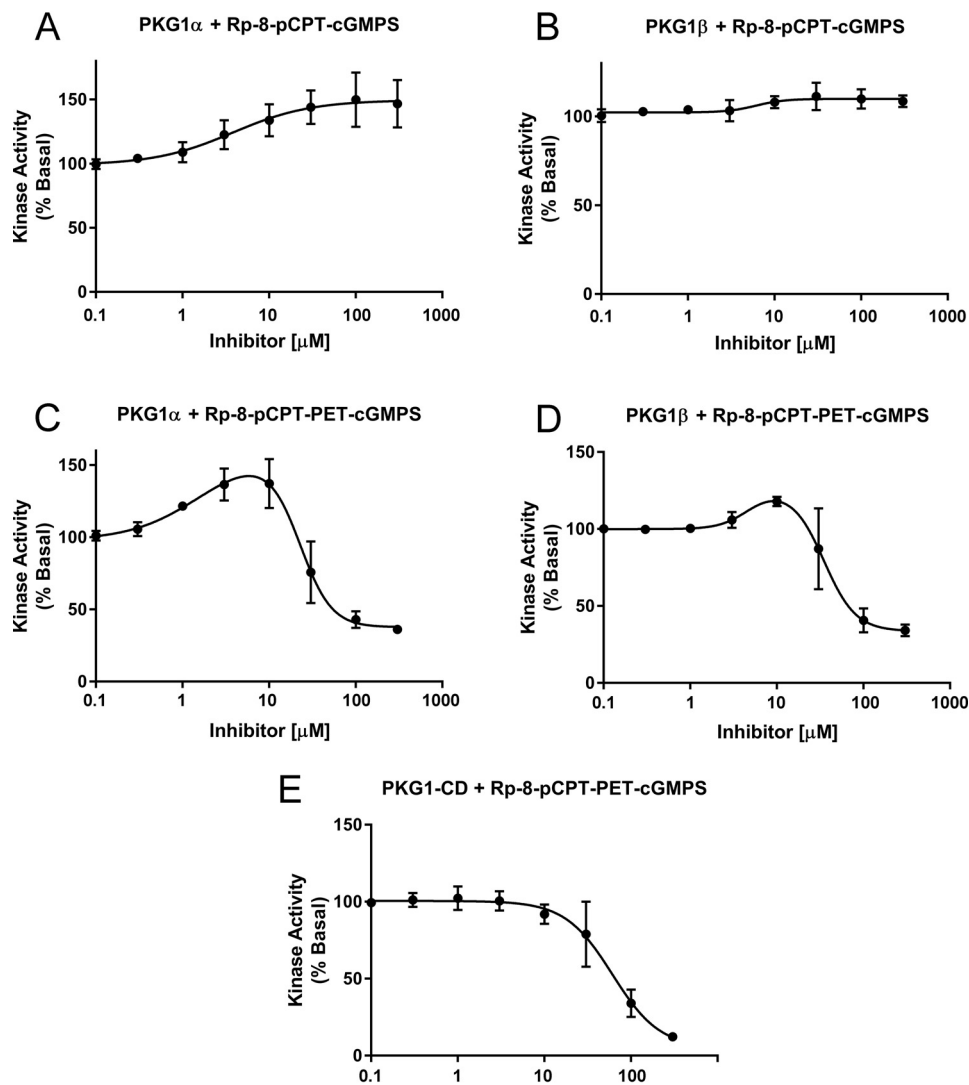 A
PKG1α + Rp-8-pCPT-cGMPS
Kinase Activity
(% Basal)
150
100
50
0
0.1 1 10 100 1000
Inhibitor [μM]
B
PKG1β + Rp-8-pCPT-cGMPS
Kinase Activity
(% Basal)
100
50
0
0.1 1 10 100 1000
Inhibitor [μM]
C
PKG1α + Rp-8-pCPT-PET-cGMPS
Kinase Activity
(% Basal)
150
100
50
0
0.1 1 10 100 1000
Inhibitor [μM]
D
PKG1β + Rp-8-pCPT-PET-cGMPS
Kinase Activity
(% Basal)
150
100
50
0
0.1 1 10 100 1000
Inhibitor [μM]
E
PKG1-CD + Rp-8-pCPT-PET-cGMPS
Kinase Activity
(% Basal)
150
100
50
0
0.1 1 10 100